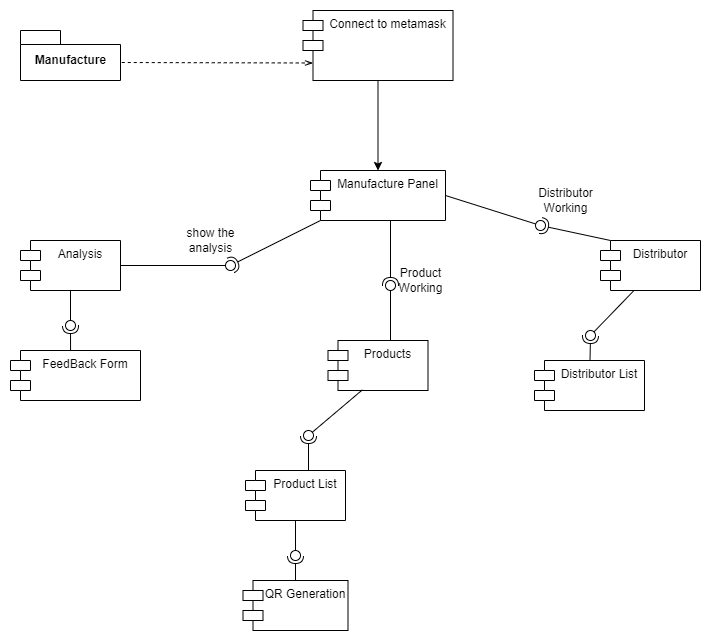 Connect to metamask
Manufacture
Manufacture Panel
Distributor
Working
show the
analysis
Analysis
Distributor
Product
Working
Products
FeedBack Form
Distributor List
Product List
QR Generation